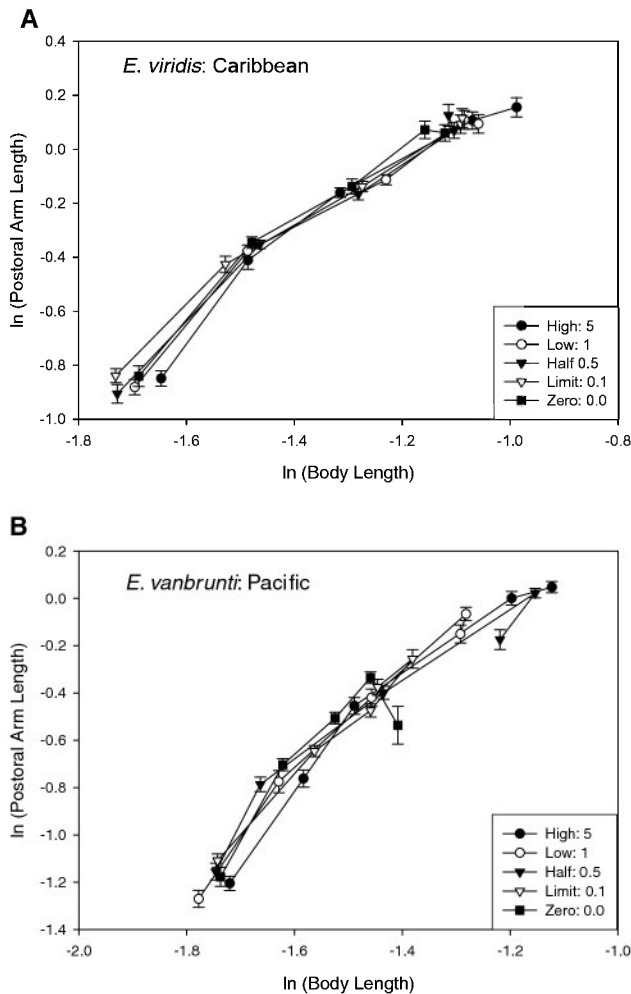 A
E. viridis: Caribbean
0.4
0.2
0.0
-0.2
-0.4
-0.6
-0.8
-1.0
ln (Postoral Arm Length)
High: 5
Low: 1
Half 0.5
Limit: 0.1
Zero: 0.0
-1.8 -1.6 -1.4 -1.2 -1.0 -0.8
ln (Body Length)
B
E. vanbrunti: Pacific
0.2
0.0
-0.2
-0.4
-0.6
-0.8
-1.0
-1.2
-1.4
ln (Postoral Arm Length)
High: 5
Low: 1
Half: 0.5
Limit: 0.1
Zero: 0.0
-2.0 -1.8 -1.6 -1.4 -1.2 -1.0
ln (Body Length)